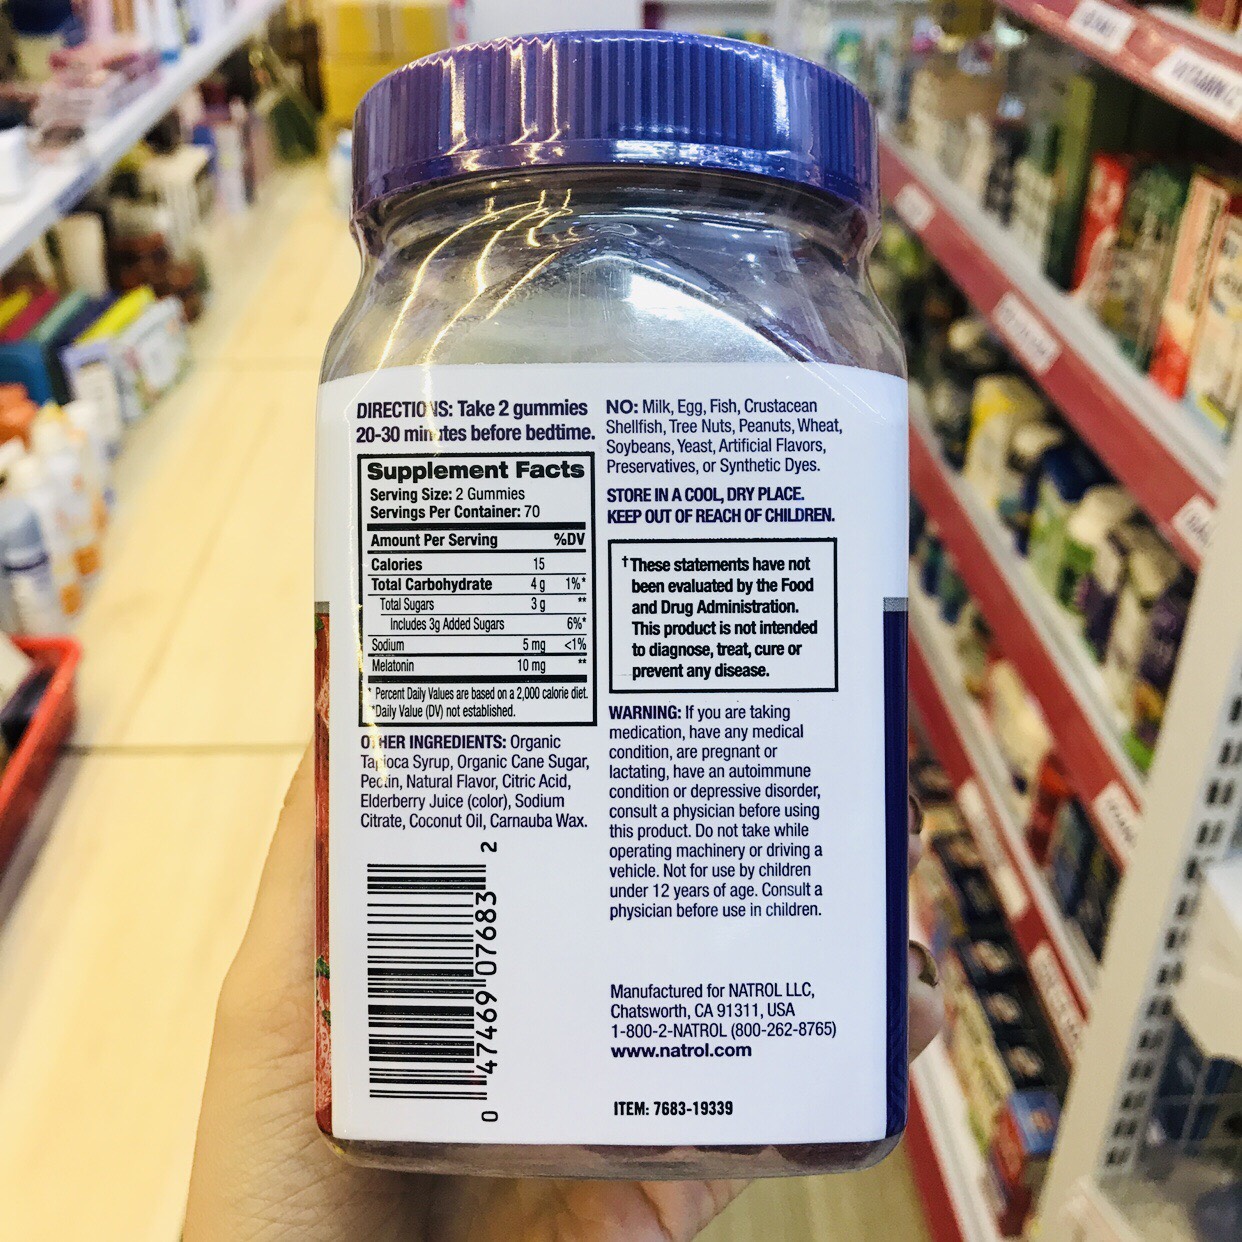 DIRECTIONS: Take 2 gummies
20-30 minutes before bedtime.
Supplement Facts
Serving Size: 2 Gummies
Servings Per Container: 70
Amount Per Serving %DV
Calories 15
Total Carbohydrate 4 g 1%*
Total Sugars 3 g **
Includes 3g Added Sugars 6%*
Sodium 5 mg <1%
Melatonin 10 mg **
* Percent Daily Values are based on a 2,000 calorie diet.
*Daily Value (DV) not established.
OTHER INGREDIENTS: Organic
Tapioca Syrup, Organic Cane Sugar,
Pectin, Natural Flavor, Citric Acid,
Elderberry Juice (color), Sodium
Citrate, Coconut Oil, Carnauba Wax.
0 47469 07683 2
NO: Milk, Egg, Fish, Crustacean
Shellfish, Tree Nuts, Peanuts, Wheat,
Soybeans, Yeast, Artificial Flavors,
Preservatives, or Synthetic Dyes.
STORE IN A COOL, DRY PLACE.
KEEP OUT OF REACH OF CHILDREN.
†These statements have not
been evaluated by the Food
and Drug Administration.
This product is not intended
to diagnose, treat, cure or
prevent any disease.
WARNING: If you are taking
medication, have any medical
condition, are pregnant or
lactating, have an autoimmune
condition or depressive disorder,
consult a physician before using
this product. Do not take while
operating machinery or driving a
vehicle. Not for use by children
under 12 years of age. Consult a
physician before use in children.
Manufactured for NATROL LLC,
Chatsworth, CA 91311, USA
1-800-2-NATROL (800-262-8765)
www.natrol.com
ITEM: 7683-19339
VITAMIN C